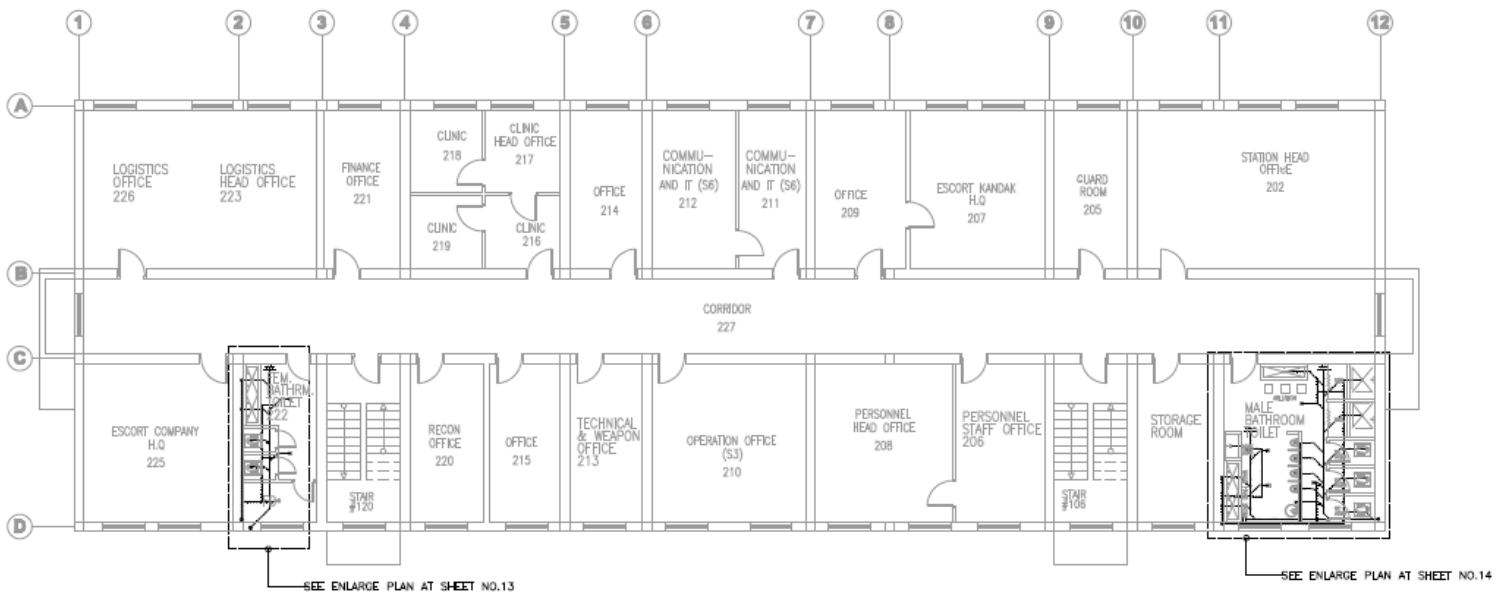 1 2 3 4 5 6 7 8 9 10 11 12
A
CLINIC
218
CLINIC
HEAD OFFICE
217
LOGISTICS
OFFICE
226
LOGISTICS
HEAD OFFICE
223
FINANCE
OFFICE
221
OFFICE
214
COMMU-
NICATION
AND IT (S6)
212
COMMU-
NICATION
AND IT (S6)
211
OFFICE
209
ESCORT KANDAK
H.Q
207
GUARD
ROOM
205
STATION HEAD
OFFICE
202
CLINIC
219
CLINIC
216
B
CORRIDOR
227
C
ESCORT COMPANY
H.Q
225
FEM.
BATHRM.
TOILET
222
STAIR
#120
RECON
OFFICE
220
OFFICE
215
TECHNICAL
& WEAPON
OFFICE
213
OPERATION OFFICE
(S3)
210
PERSONNEL
HEAD OFFICE
208
PERSONNEL
STAFF OFFICE
206
STAIR
#106
STORAGE
ROOM
MALE
BATHROOM
TOILET
D
SEE ENLARGE PLAN AT SHEET NO.13
SEE ENLARGE PLAN AT SHEET NO.14